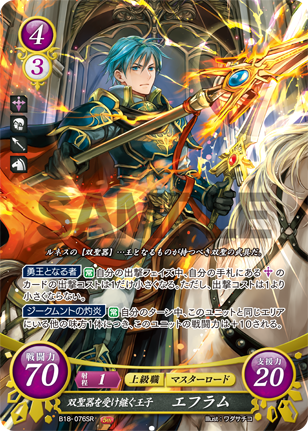 4
3
SAMPLE
ルネスの『双聖器』…王となるものが持つべき双聖の武俱だ。
勇王となる者 常 自分の出撃フェイズ中、自分の手札にある
のカードの出撃コストは1だけ小さくなる。ただし、出撃コストは1より
小さくならない。
ジークムントの灼炎 常 自分のターン中、このユニットと同じエリア
にいる他の味方1体につき、このユニットの戦闘力は+10される。
戦闘力
70
射程 1 上級職 マスターロード
支援力
20
双聖器を受け継ぐ王子 エフラム
B18-076SR
Illust.ワダサチコ